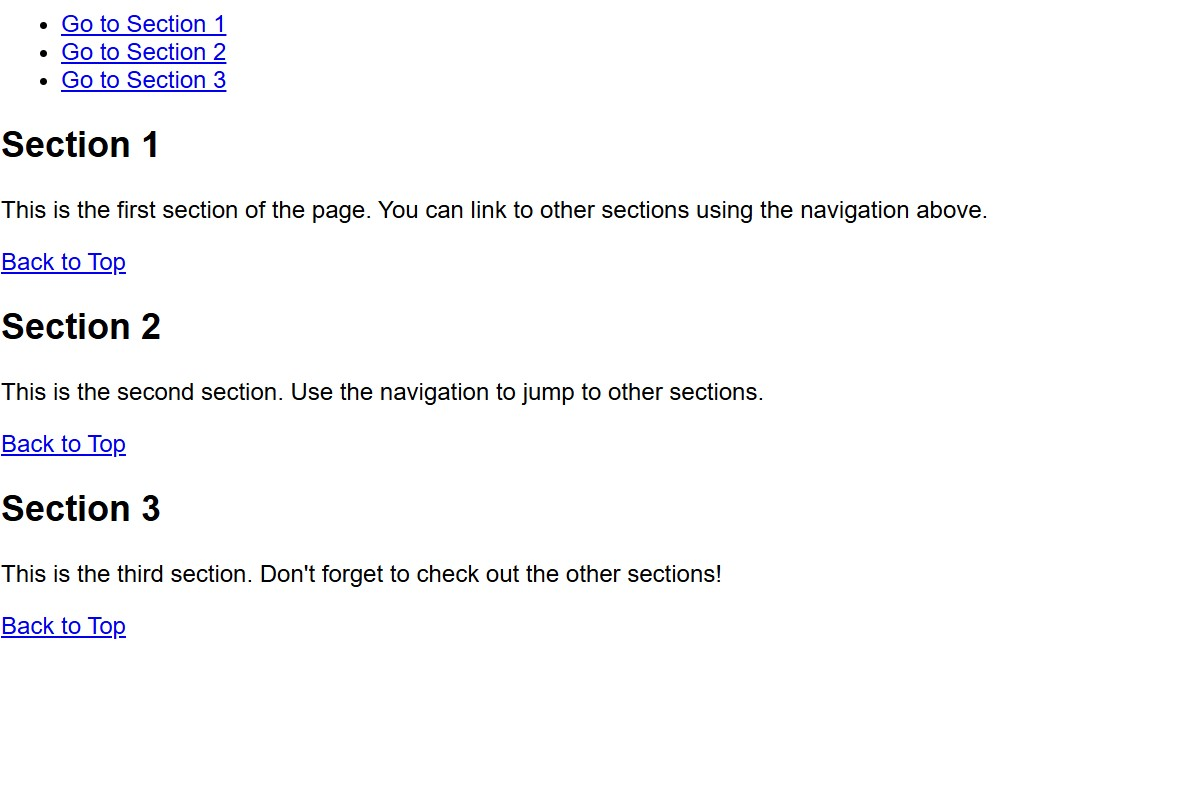 Go to Section 1
Go to Section 2
Go to Section 3
Section 1
This is the first section of the page. You can link to other sections using the navigation above.
Back to Top
Section 2
This is the second section. Use the navigation to jump to other sections.
Back to Top
Section 3
This is the third section. Don't forget to check out the other sections!
Back to Top